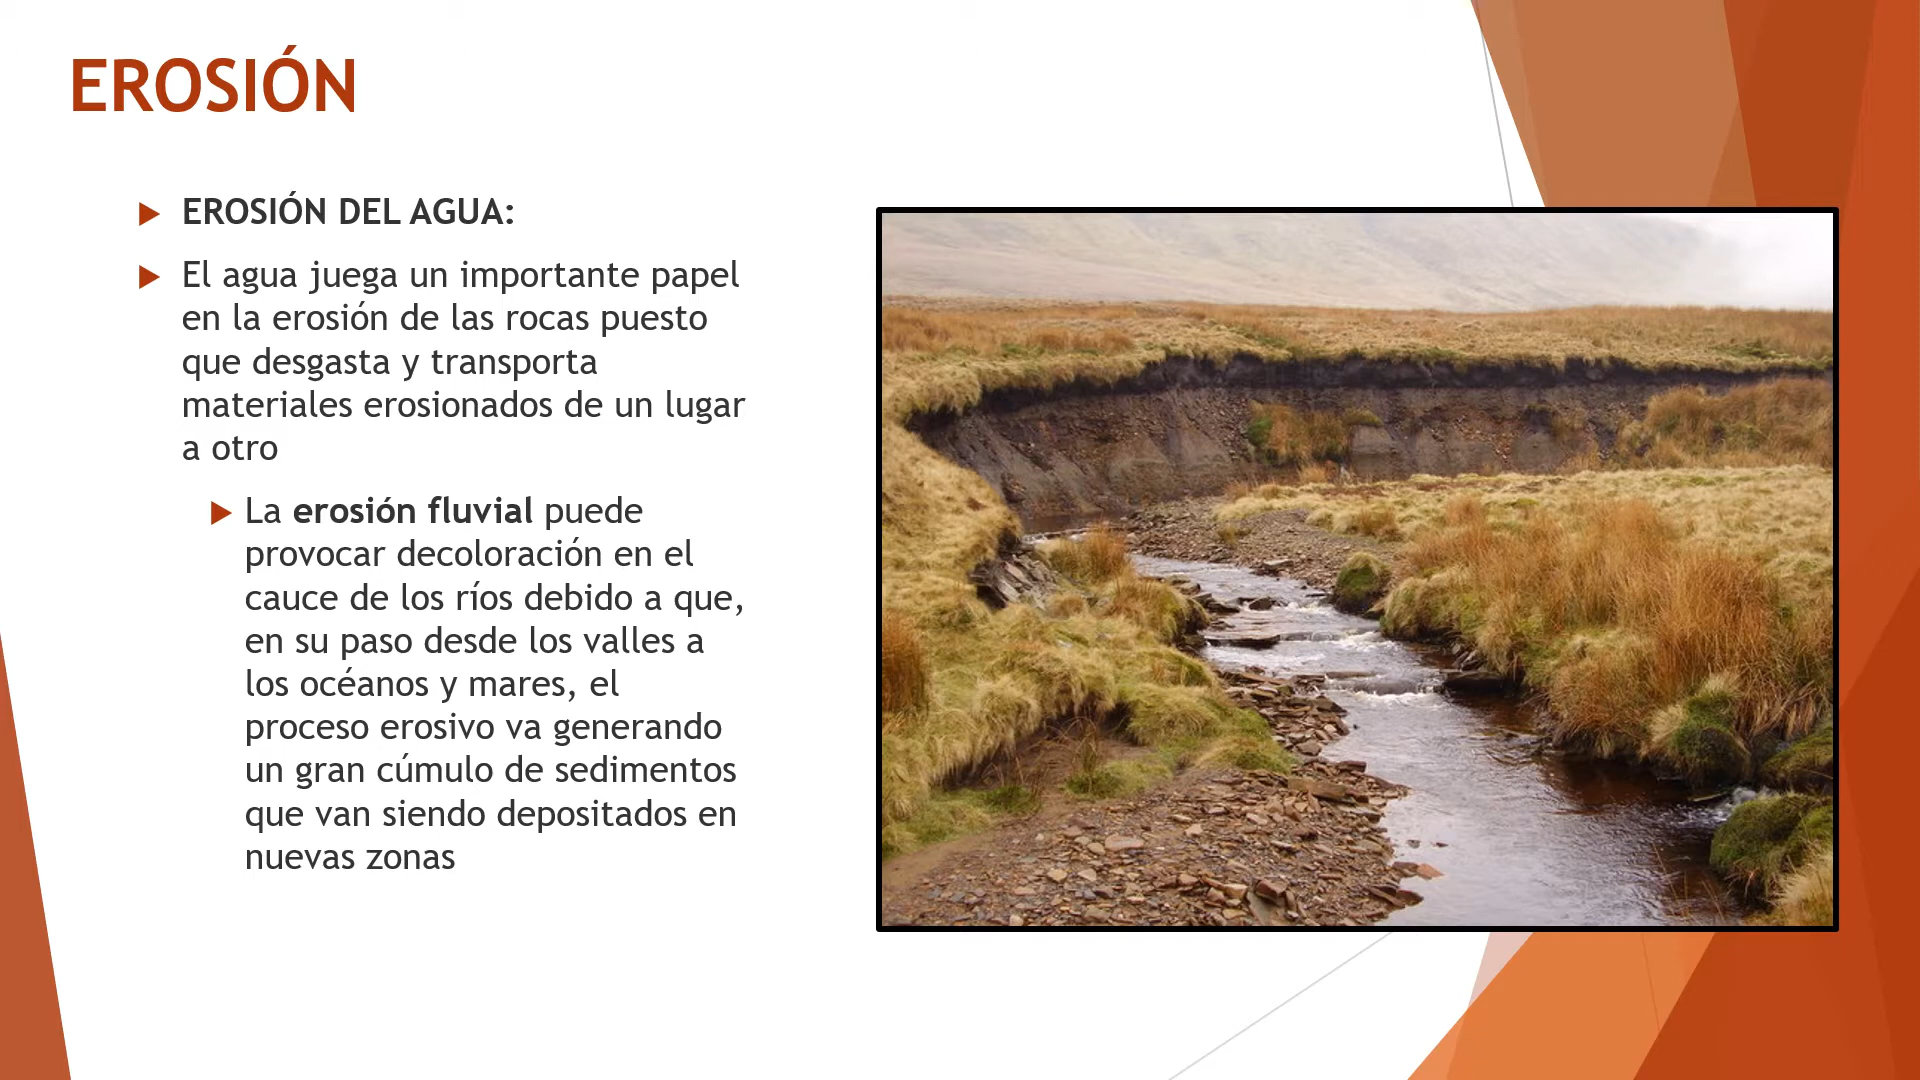 EROSIÓN
EROSIÓN DEL AGUA:
El agua juega un importante papel
en la erosión de las rocas puesto
que desgasta y transporta
materiales erosionados de un lugar
a otro
La erosión fluvial puede
provocar decoloración en el
cauce de los ríos debido a que,
en su paso desde los valles a
los océanos y mares, el
proceso erosivo va generando
un gran cúmulo de sedimentos
que van siendo depositados en
nuevas zonas